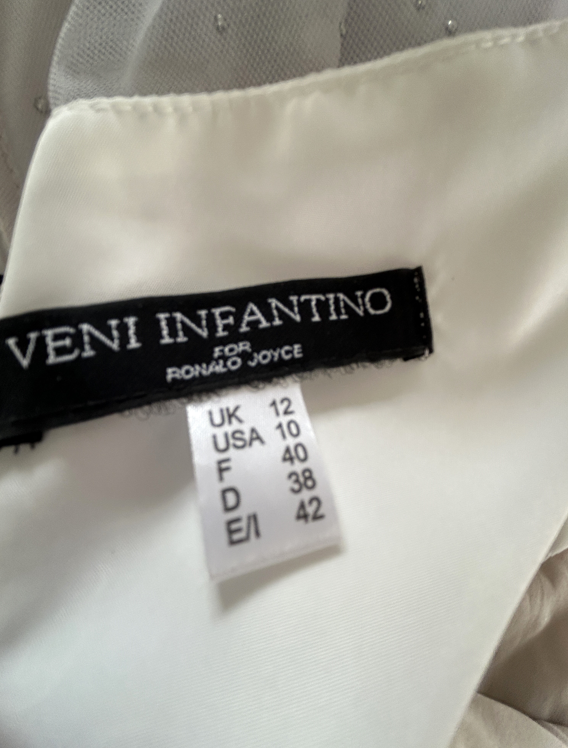 VENI INFANTINO
FOR
RONALD JOYCE
UK 12
USA 10
F 40
D 38
E/I 42